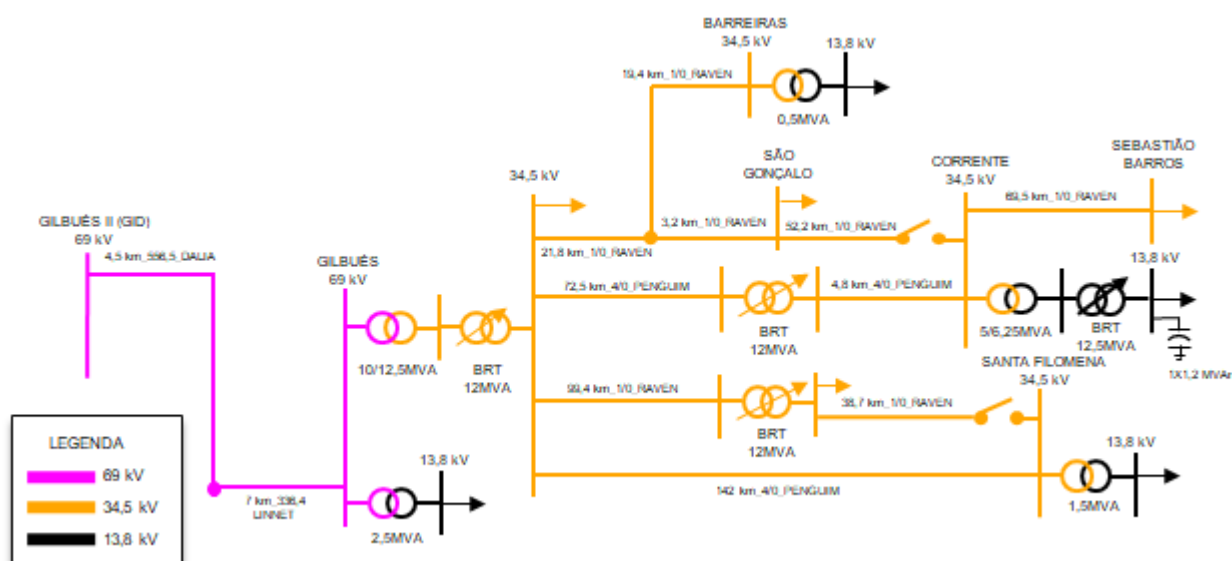 BARREIRAS
34,5 kV
13,8 kV
19,4 km_1/0_RAVEN
0,5MVA
SÃO
GONÇALO
CORRENTE
34,5 kV
SEBASTIÃO
BARROS
34,5 kV
69,5 km_1/0_RAVEN
3,2 km_1/0_RAVEN
52,2 km_1/0_RAVEN
21,8 km_1/0_RAVEN
GILBUÉS II (GID)
69 kV
4,5 km_556,5_DALIA
GILBUÉS
69 kV
72,5 km_4/0_PENGUIM
4,8 km_4/0_PENGUIM
13,8 kV
10/12,5MVA
BRT
12MVA
BRT
12MVA
5/6,25MVA
BRT
12,5MVA
1X1,2 MVAr
SANTA FILOMENA
34,5 kV
99,4 km_1/0_RAVEN
38,7 km_1/0_RAVEN
BRT
12MVA
LEGENDA
69 kV
34,5 kV
13,8 kV
7 km_336,4
LINNET
13,8 kV
2,5MVA
142 km_4/0_PENGUIM
13,8 kV
1,5MVA